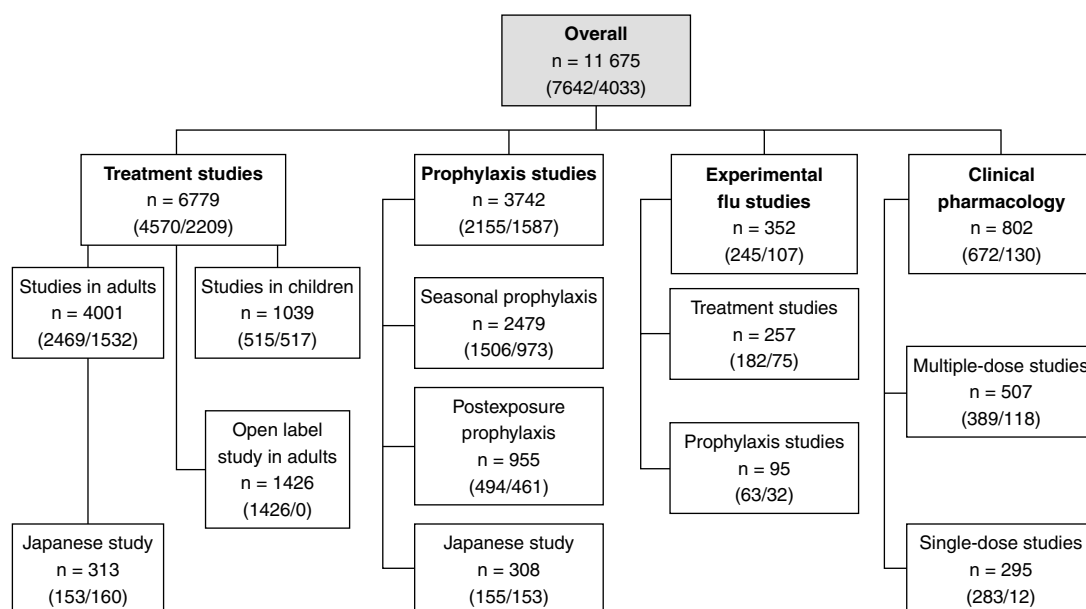 Overall
n = 11 675
(7642/4033)
Treatment studies
n = 6779
(4570/2209)
Studies in adults
n = 4001
(2469/1532)
Studies in children
n = 1039
(515/517)
Open label
study in adults
n = 1426
(1426/0)
Japanese study
n = 313
(153/160)
Prophylaxis studies
n = 3742
(2155/1587)
Seasonal prophylaxis
n = 2479
(1506/973)
Postexposure
prophylaxis
n = 955
(494/461)
Japanese study
n = 308
(155/153)
Experimental
flu studies
n = 352
(245/107)
Treatment studies
n = 257
(182/75)
Prophylaxis studies
n = 95
(63/32)
Clinical
pharmacology
n = 802
(672/130)
Multiple-dose studies
n = 507
(389/118)
Single-dose studies
n = 295
(283/12)